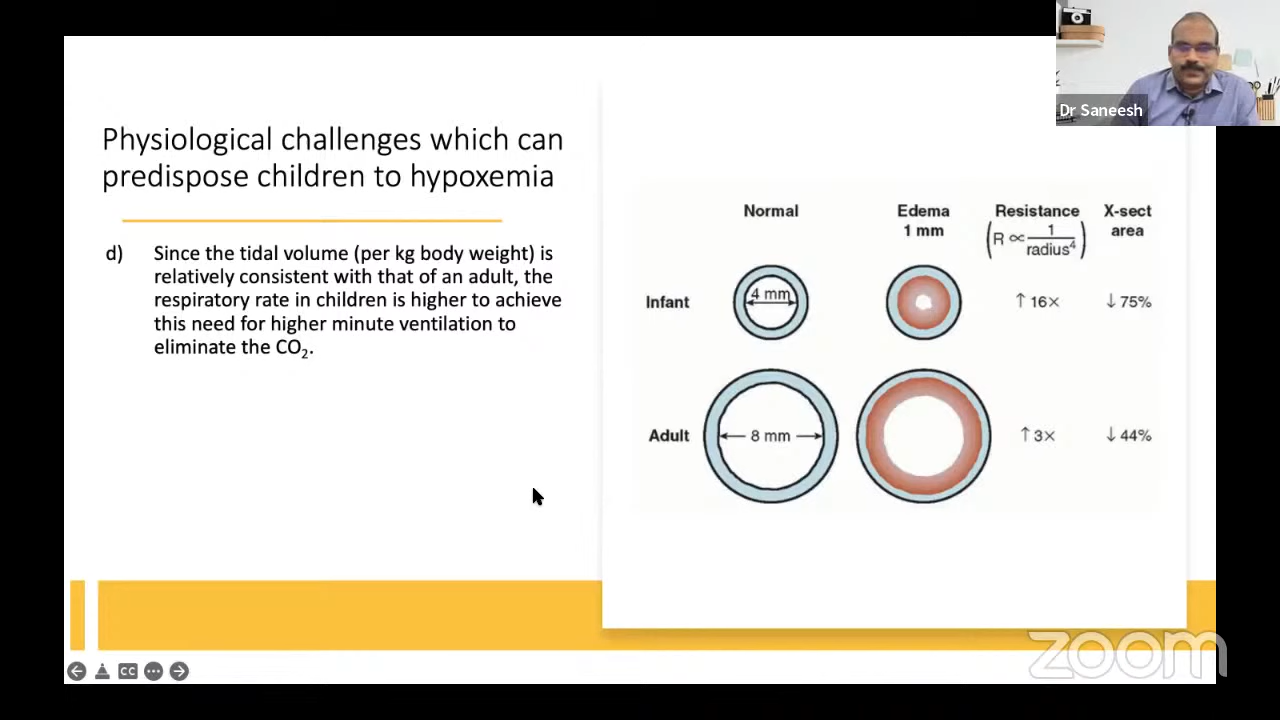 Dr Saneesh
Physiological challenges which can
predispose children to hypoxemia
d) Since the tidal volume (per kg body weight) is
relatively consistent with that of an adult, the
respiratory rate in children is higher to achieve
this need for higher minute ventilation to
eliminate the CO₂.
Normal
Edema
1 mm
Resistance
(R ∝ 1/radius⁴)
X-sect
area
Infant
4 mm
↑ 16×
↓ 75%
Adult
8 mm
↑ 3×
↓ 44%
CC
zoom